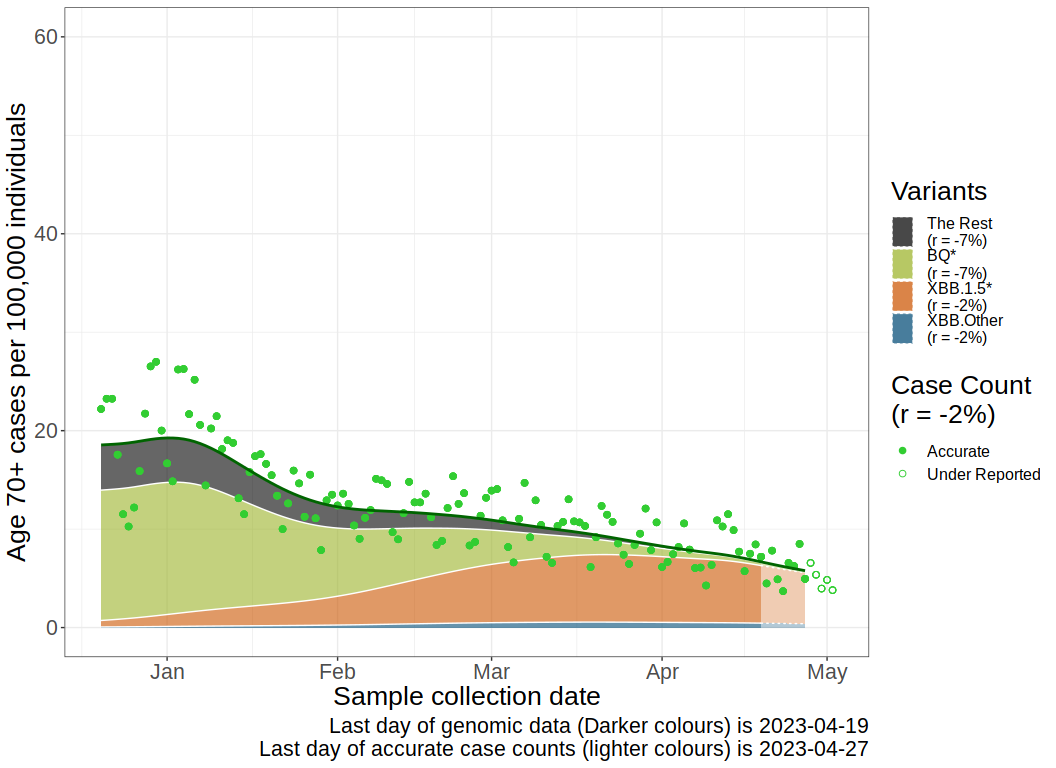 60
40
20
0
Age 70+ cases per 100,000 individuals
Jan
Feb
Mar
Apr
May
Sample collection date
Last day of genomic data (Darker colours) is 2023-04-19
Last day of accurate case counts (lighter colours) is 2023-04-27
Variants
The Rest
(r = -7%)
BQ*
(r = -7%)
XBB.1.5*
(r = -2%)
XBB.Other
(r = -2%)
Case Count
(r = -2%)
Accurate
Under Reported